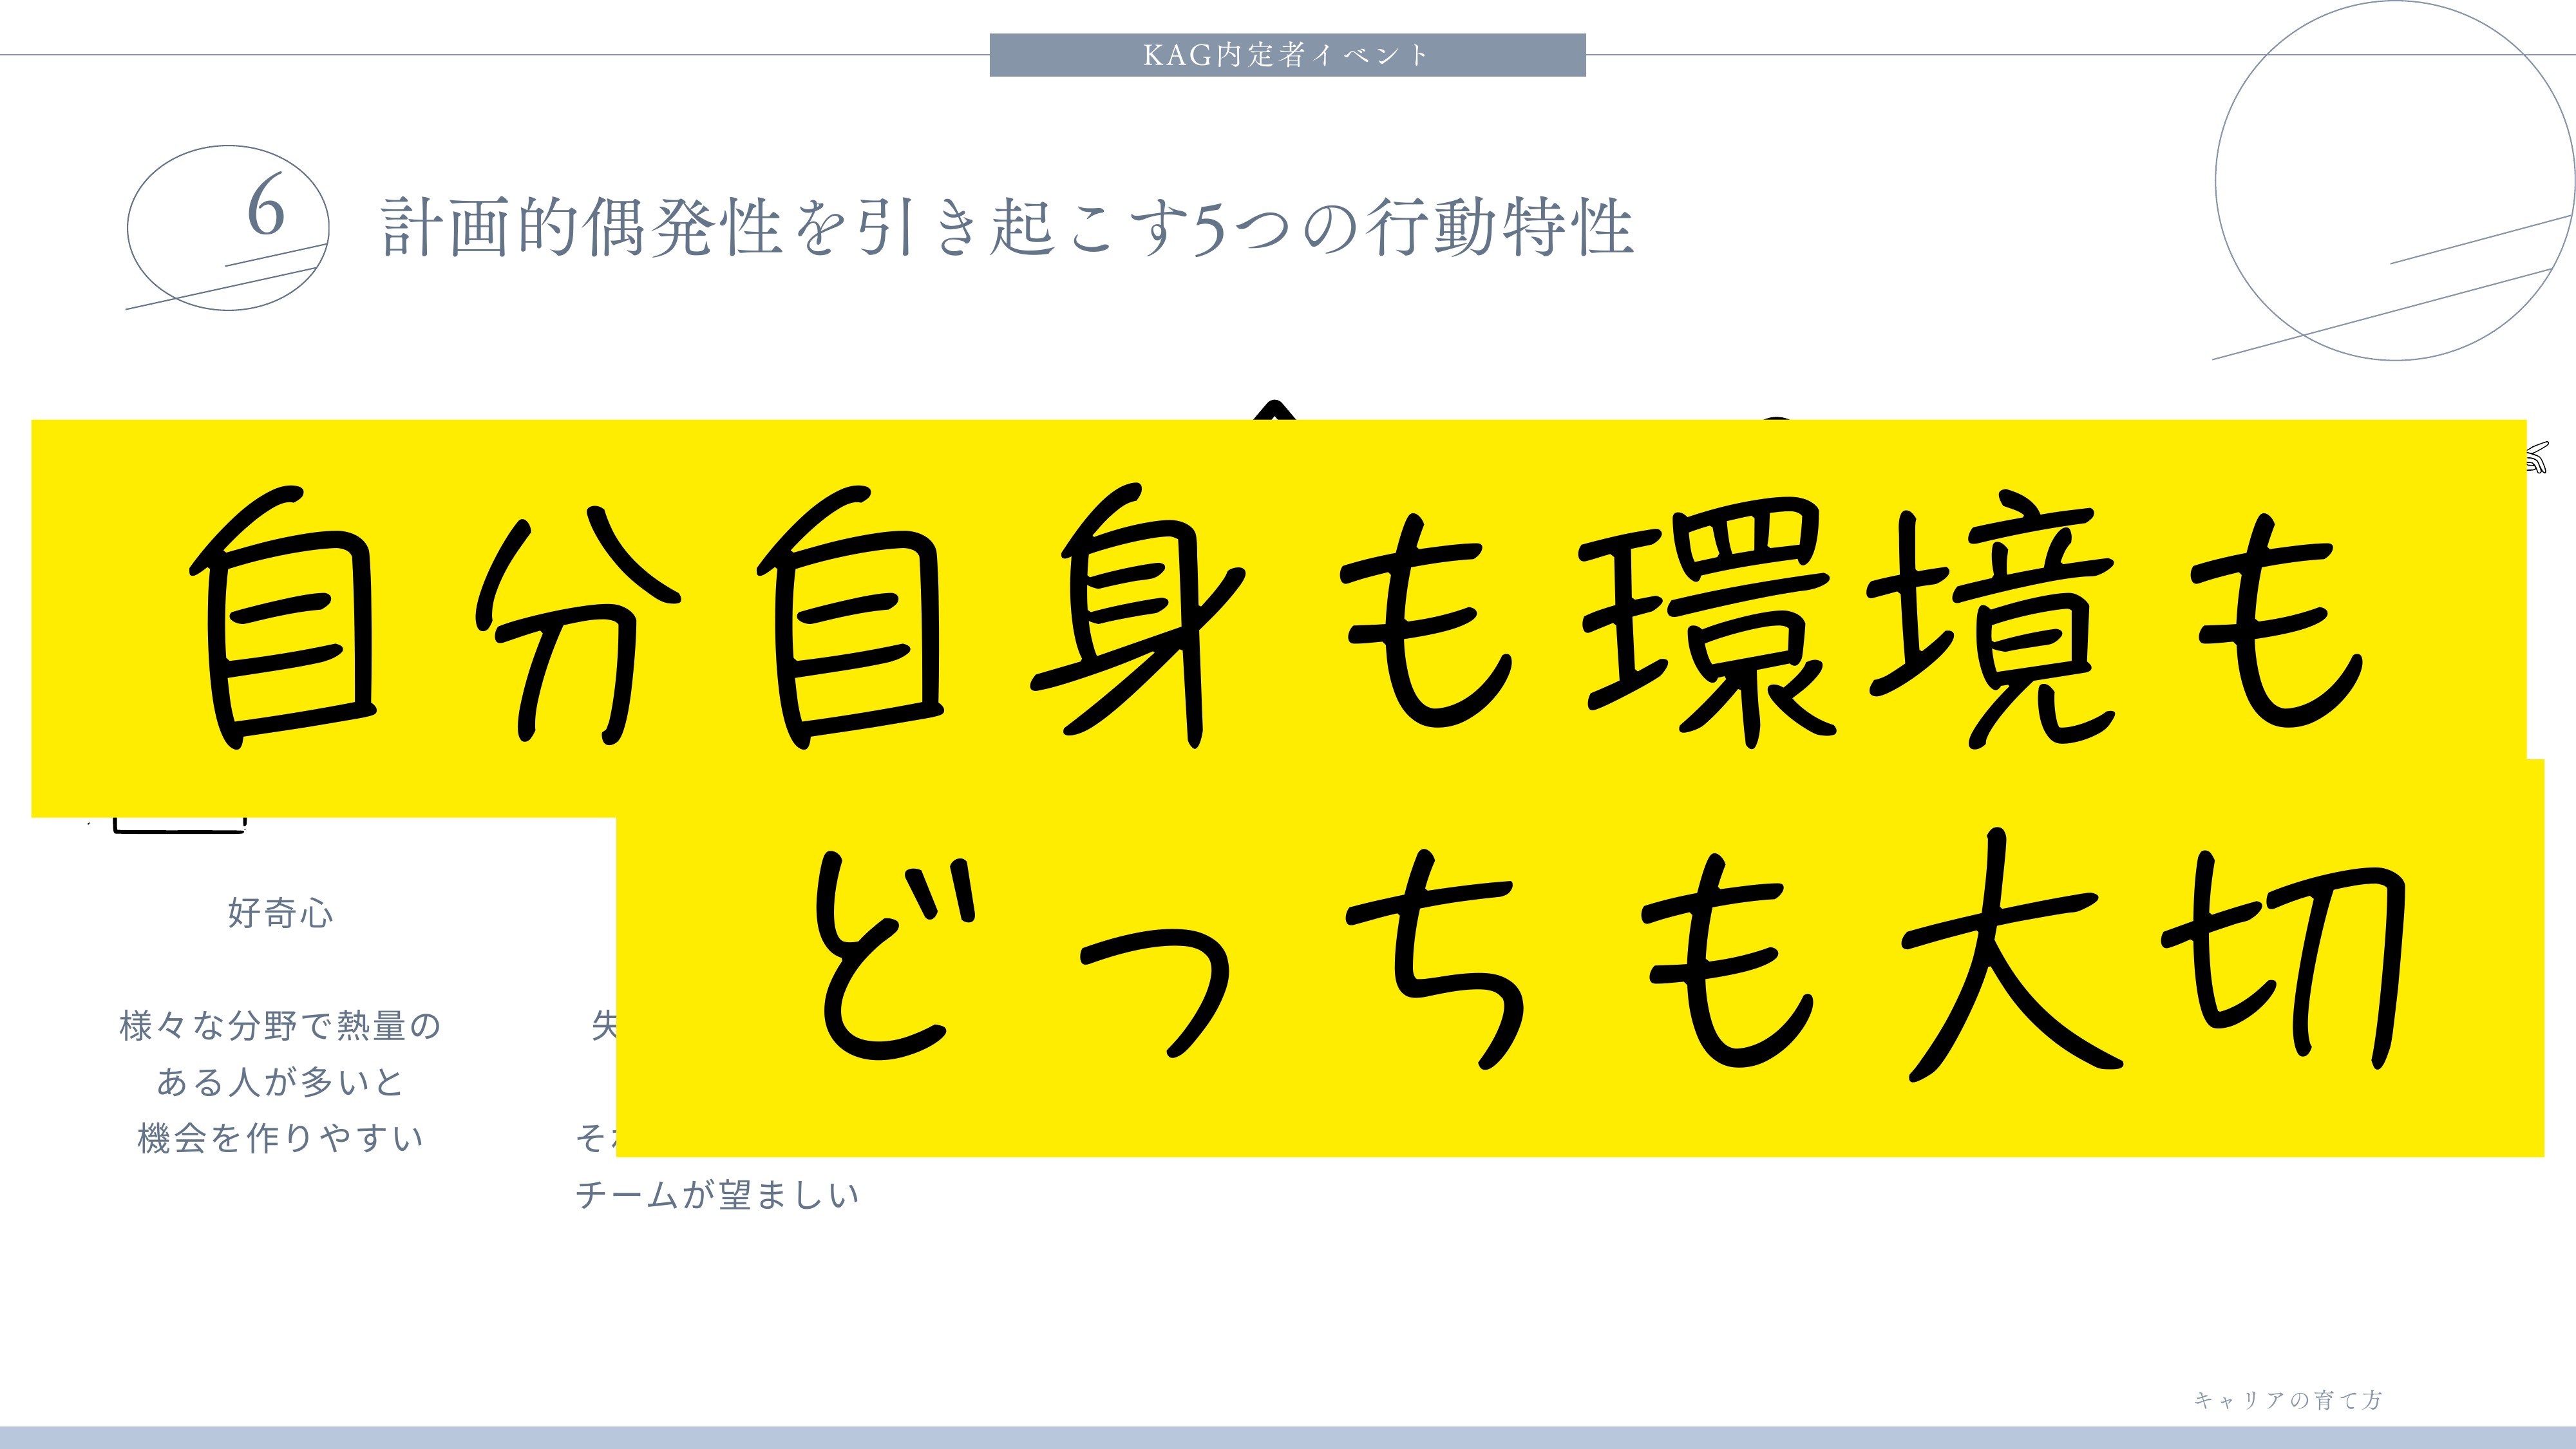 KAG内定者イベント
6
計画的偶発性を引き起こす5つの行動特性
自分自身も環境も
どっちも大切
好奇心
様々な分野で熱量の
ある人が多いと
機会を作りやすい
失
そ
チームが望ましい
キャリアの育て方